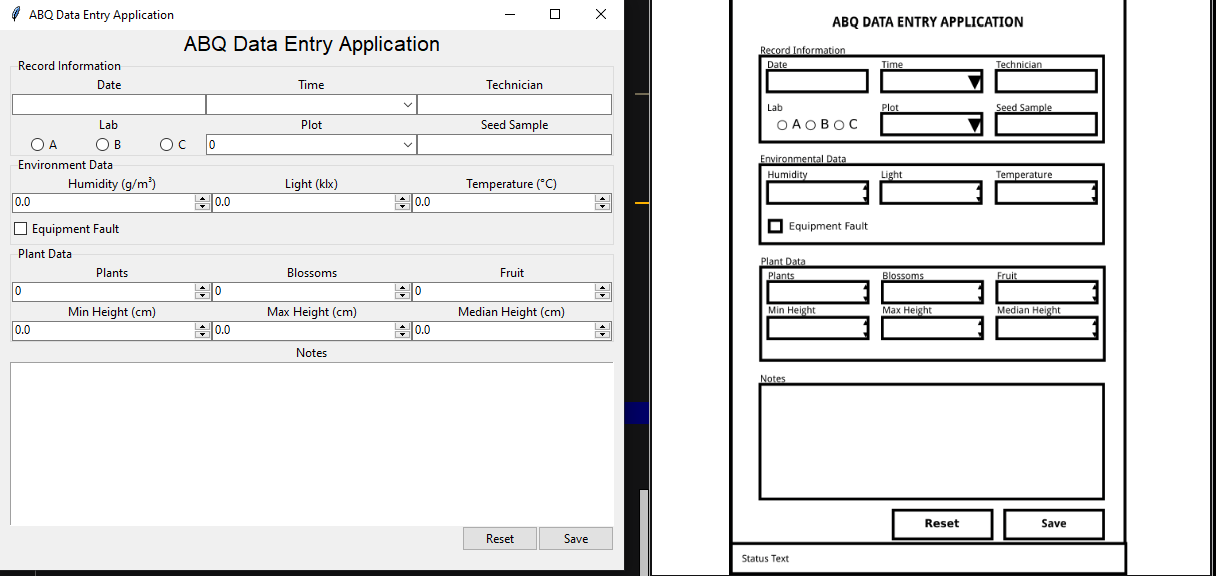 ABQ Data Entry Application
ABQ Data Entry Application
Record Information
Date Time Technician
Lab Plot Seed Sample
A B C 0
Environment Data
Humidity (g/m³) Light (klx) Temperature (°C)
0.0 0.0 0.0
Equipment Fault
Plant Data
Plants Blossoms Fruit
0 0 0
Min Height (cm) Max Height (cm) Median Height (cm)
0.0 0.0 0.0
Notes
Reset Save
ABQ DATA ENTRY APPLICATION
Record Information
Date Time Technician
Lab Plot Seed Sample
A B C
Environmental Data
Humidity Light Temperature
Equipment Fault
Plant Data
Plants Blossoms Fruit
Min Height Max Height Median Height
Notes
Reset Save
Status Text